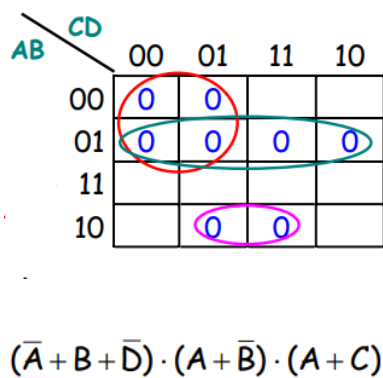 CD
AB
00 01 11 10
00 0 0
01 0 0 0 0
11
10 0 0
(A̅ + B + D̅) · (A + B̅) · (A + C)